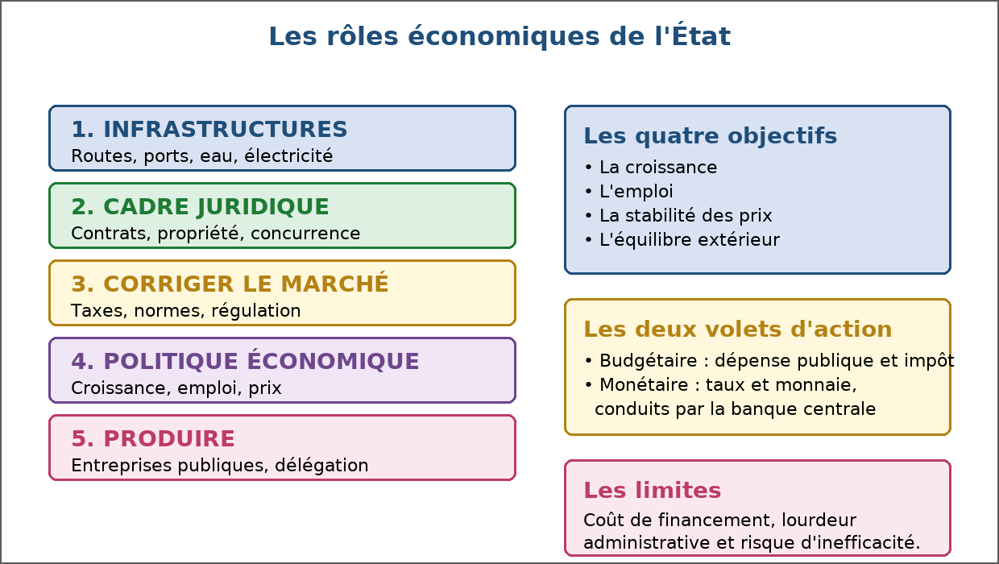 Les rôles économiques de l'État
1. INFRASTRUCTURES
Routes, ports, eau, électricité
2. CADRE JURIDIQUE
Contrats, propriété, concurrence
3. CORRIGER LE MARCHÉ
Taxes, normes, régulation
4. POLITIQUE ÉCONOMIQUE
Croissance, emploi, prix
5. PRODUIRE
Entreprises publiques, délégation
Les quatre objectifs
• La croissance
• L'emploi
• La stabilité des prix
• L'équilibre extérieur
Les deux volets d'action
• Budgétaire : dépense publique et impôt
• Monétaire : taux et monnaie,
conduits par la banque centrale
Les limites
Coût de financement, lourdeur
administrative et risque d'inefficacité.